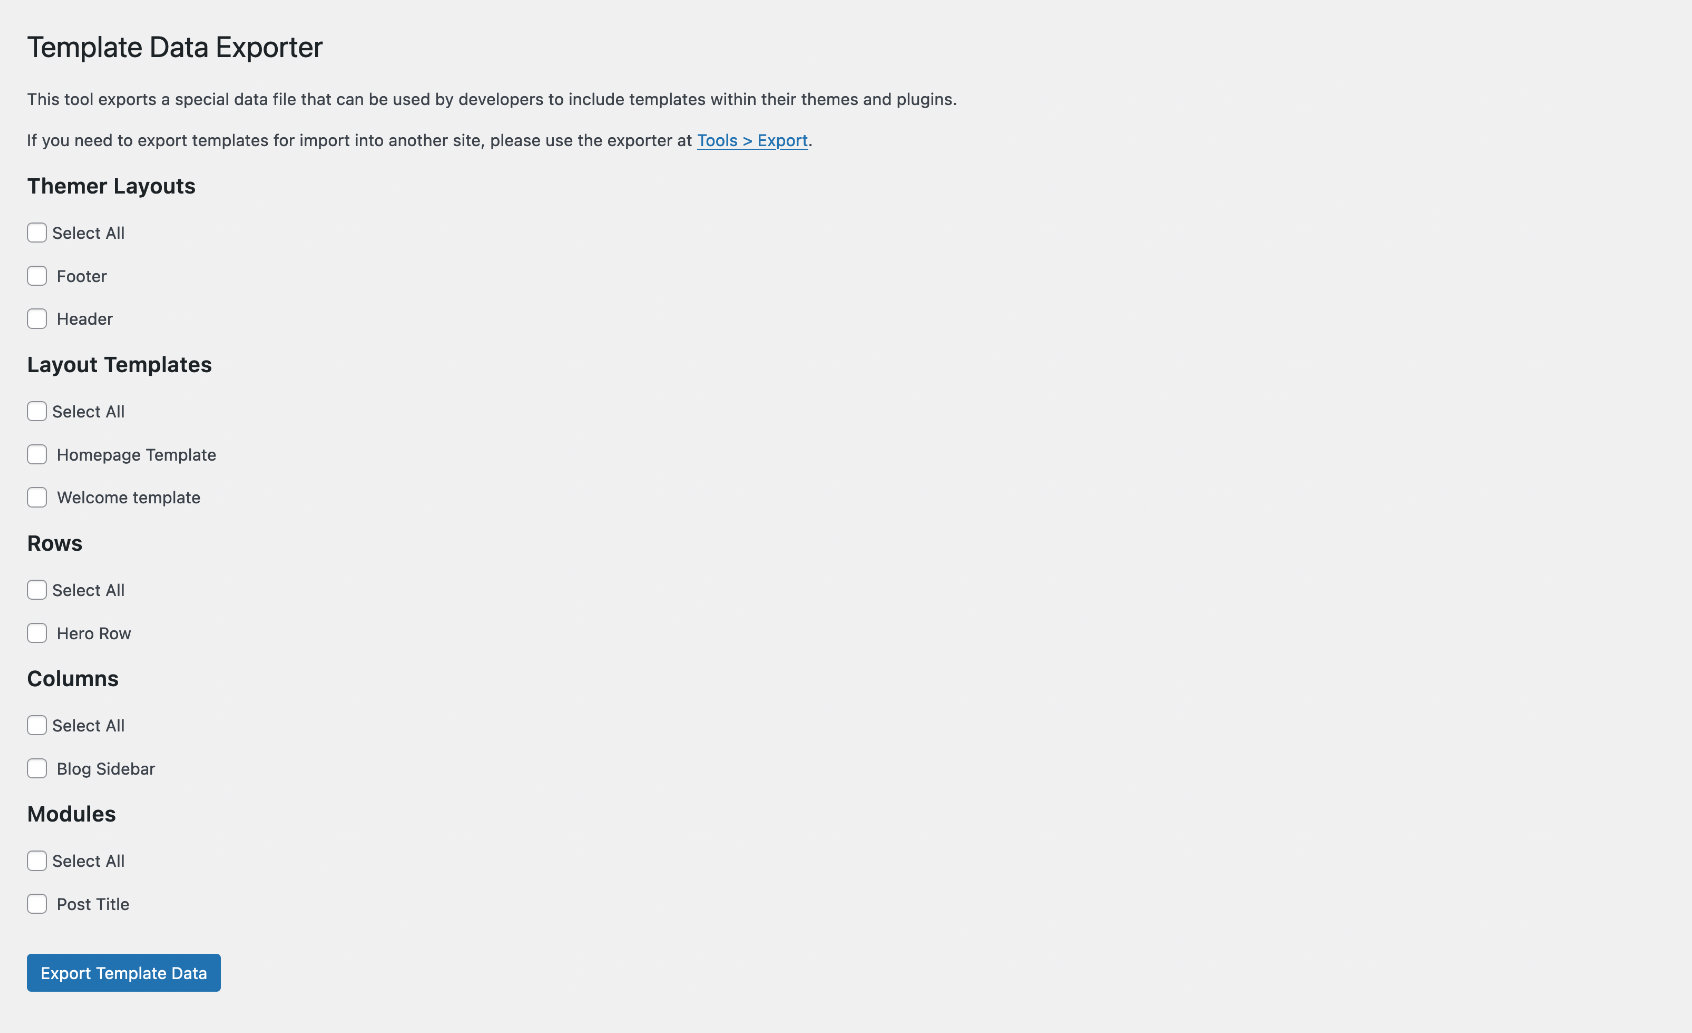 Template Data Exporter
This tool exports a special data file that can be used by developers to include templates within their themes and plugins.
If you need to export templates for import into another site, please use the exporter at Tools > Export.
Themer Layouts
Select All
Footer
Header
Layout Templates
Select All
Homepage Template
Welcome template
Rows
Select All
Hero Row
Columns
Select All
Blog Sidebar
Modules
Select All
Post Title
Export Template Data